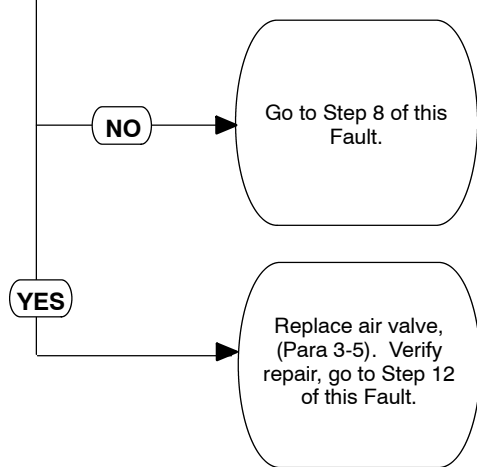 NO
Go to Step 8 of this
Fault.
YES
Replace air valve,
(Para 3-5). Verify
repair, go to Step 12
of this Fault.